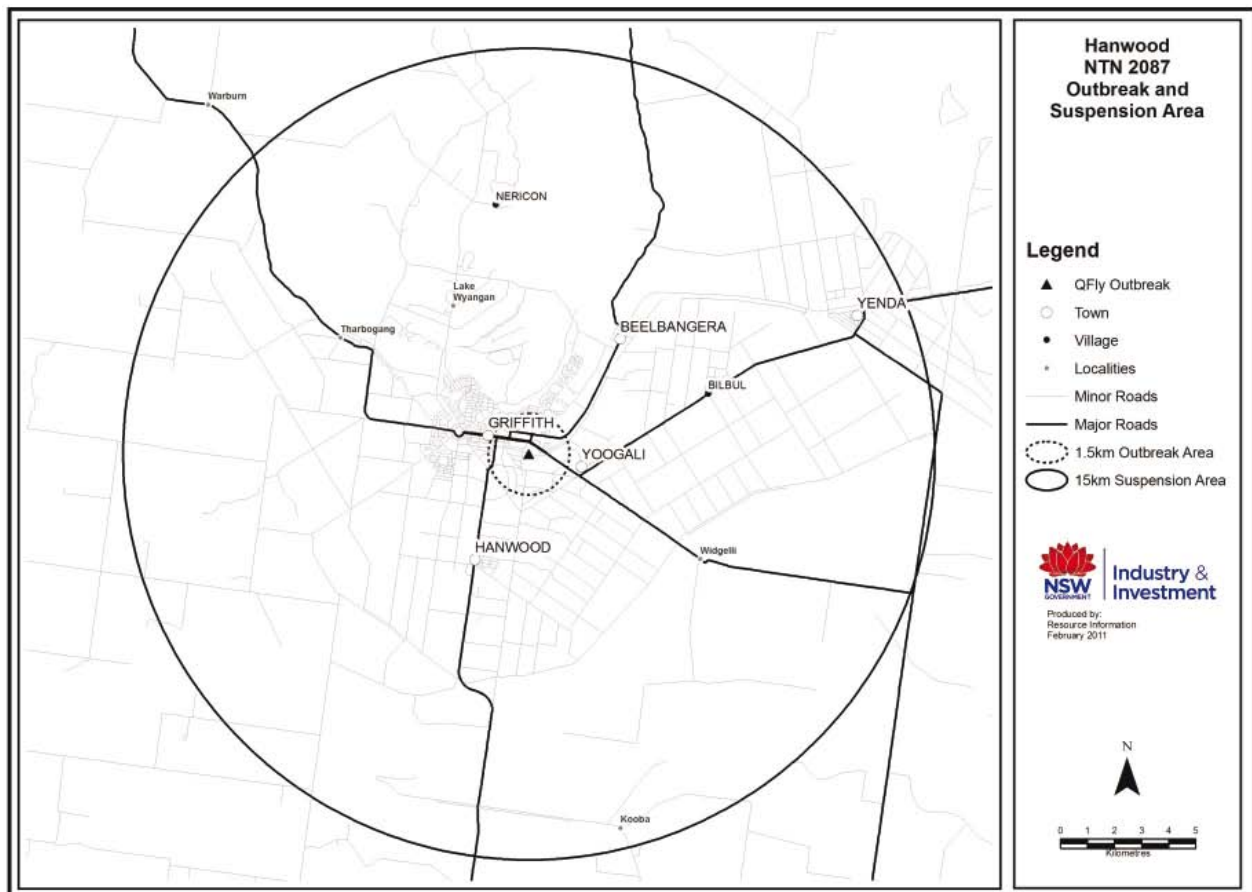 Warburn
NERICON
Lake
Wyangan
Tharbogang
BEELBANGERA
YENDA
BILBUL
GRIFFITH
YOOGALI
HANWOOD
Widgelli
Kooba
Hanwood
NTN 2087
Outbreak and
Suspension Area
Legend
QFly Outbreak
Town
Village
Localities
Minor Roads
Major Roads
1.5km Outbreak Area
15km Suspension Area
NSW
GOVERNMENT
Industry &
Investment
Produced by:
Resource Information
February 2011
N
0 1 2 3 4 5
Kilometres